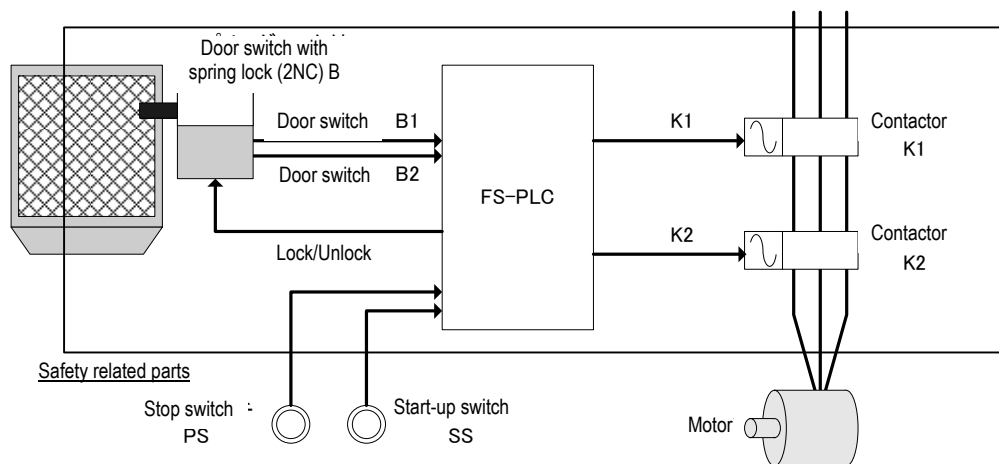 Door switch with
spring lock (2NC) B
Door switch B1
Door switch B2
Lock/Unlock
FS-PLC
K1
Contactor
K1
K2
Contactor
K2
Safety related parts
Stop switch
PS
Start-up switch
SS
Motor